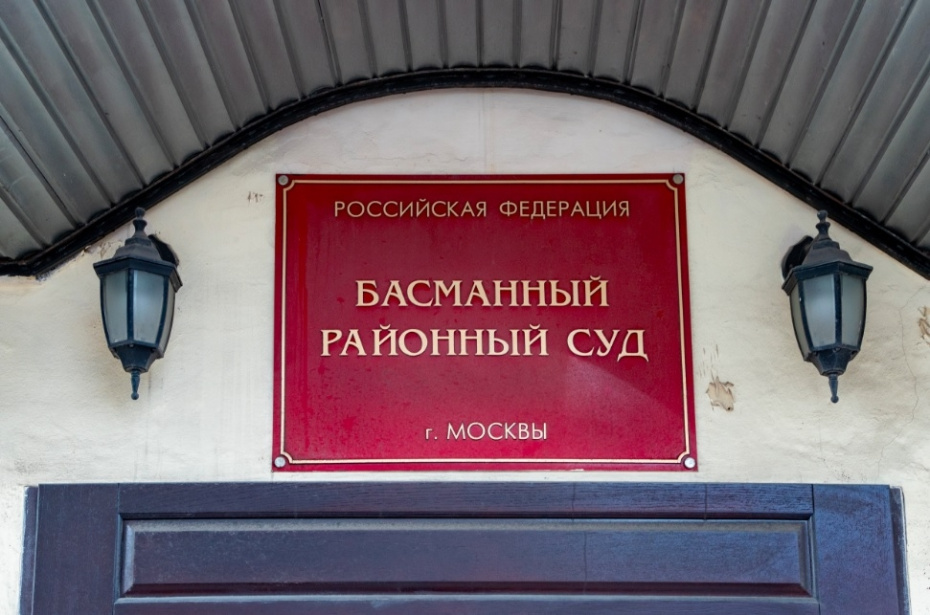 РОССИЙСКАЯ ФЕДЕРАЦИЯ
БАСМАННЫЙ
РАЙОННЫЙ СУД
г. МОСКВЫ